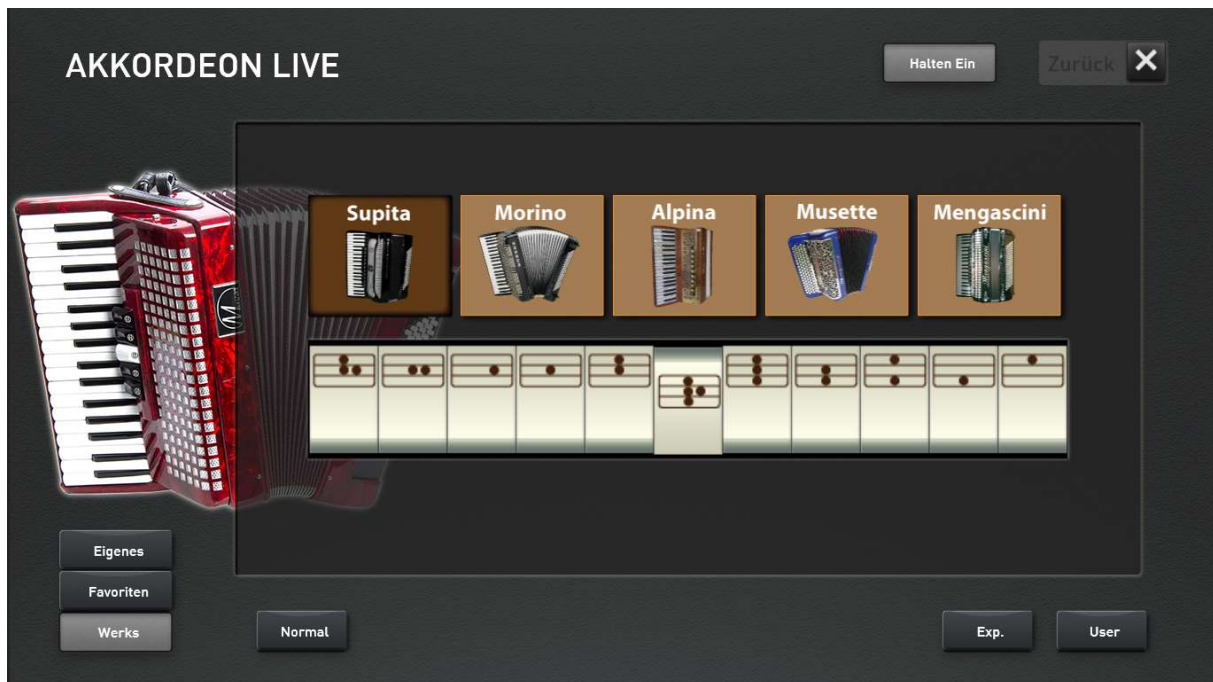 AKKORDEON LIVE
Halten Ein
Zurück
Supita
Morino
Alpina
Musette
Mengascini
Eigenes
Favoriten
Werks
Normal
Exp.
User